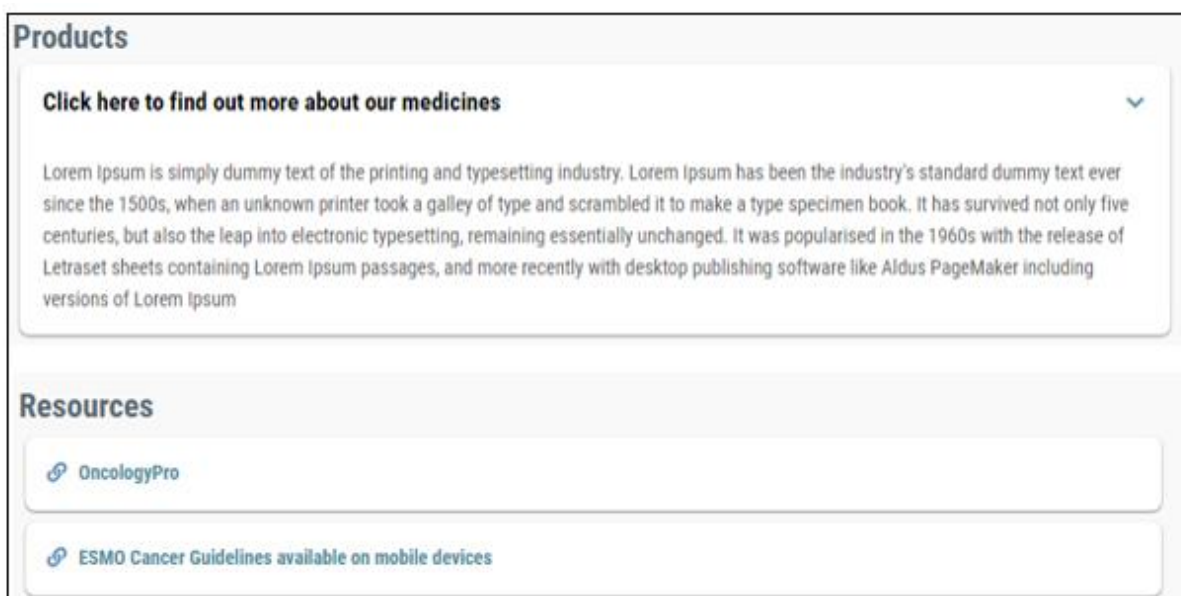 Products
Click here to find out more about our medicines
Lorem Ipsum is simply dummy text of the printing and typesetting industry. Lorem Ipsum has been the industry's standard dummy text ever
since the 1500s, when an unknown printer took a galley of type and scrambled it to make a type specimen book. It has survived not only five
centuries, but also the leap into electronic typesetting, remaining essentially unchanged. It was popularised in the 1960s with the release of
Letraset sheets containing Lorem Ipsum passages, and more recently with desktop publishing software like Aldus PageMaker including
versions of Lorem Ipsum
Resources
OncologyPro
ESMO Cancer Guidelines available on mobile devices